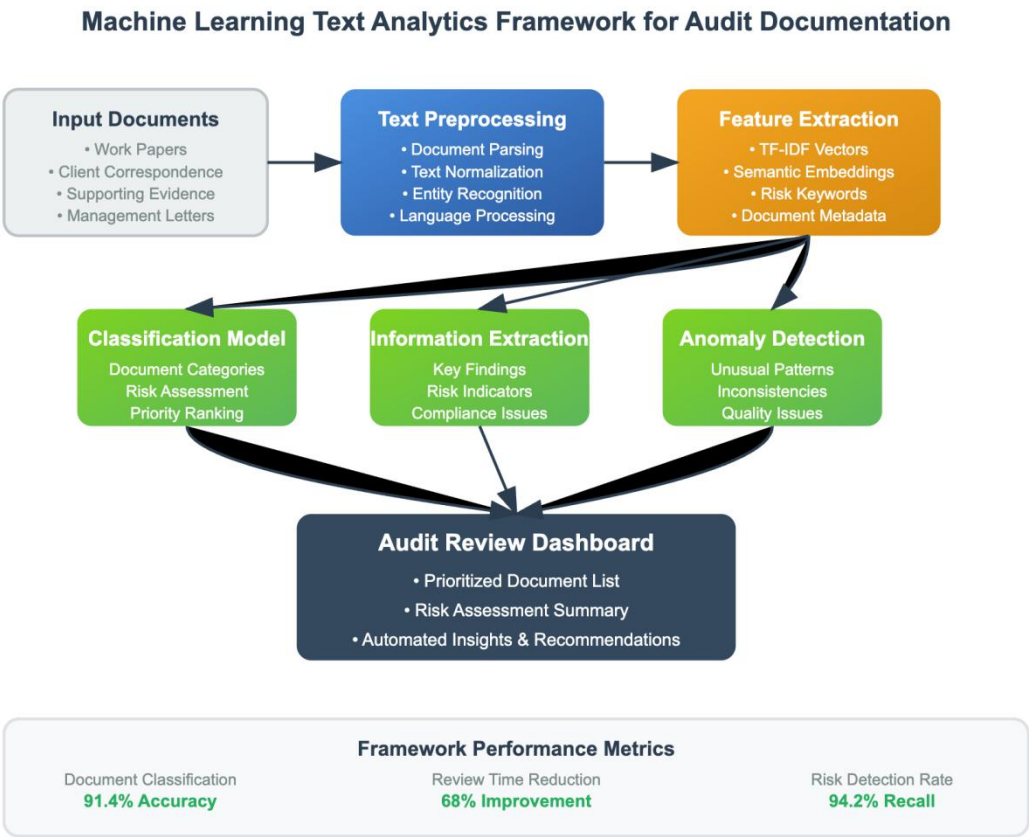 Machine Learning Text Analytics Framework for Audit Documentation
Input Documents
• Work Papers
• Client Correspondence
• Supporting Evidence
• Management Letters
Text Preprocessing
• Document Parsing
• Text Normalization
• Entity Recognition
• Language Processing
Feature Extraction
• TF-IDF Vectors
• Semantic Embeddings
• Risk Keywords
• Document Metadata
Classification Model
Document Categories
Risk Assessment
Priority Ranking
Information Extraction
Key Findings
Risk Indicators
Compliance Issues
Anomaly Detection
Unusual Patterns
Inconsistencies
Quality Issues
Audit Review Dashboard
• Prioritized Document List
• Risk Assessment Summary
• Automated Insights & Recommendations
Framework Performance Metrics
Document Classification
91.4% Accuracy
Review Time Reduction
68% Improvement
Risk Detection Rate
94.2% Recall